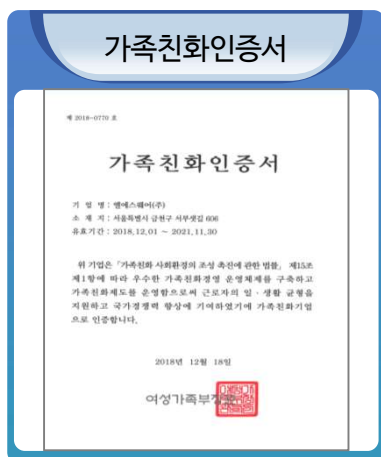 가족친화인증서
제 2018-0770 호
가족친화인증서
기 업 명 : 엘에스웨어(주)
소 재 지 : 서울특별시 금천구 서부샛길 606
유효기간 : 2018.12.01 ~ 2021.11.30
위 기업은 「가족친화 사회환경의 조성 촉진에 관한 법률」 제15조
제1항에 따라 우수한 가족친화경영 운영체제를 구축하고
가족친화제도를 운영함으로써 근로자의 일 · 생활 균형을
지원하고 국가경쟁력 향상에 기여하였기에 가족친화기업
으로 인증합니다.
2018년 12월 18일
여성가족부장관